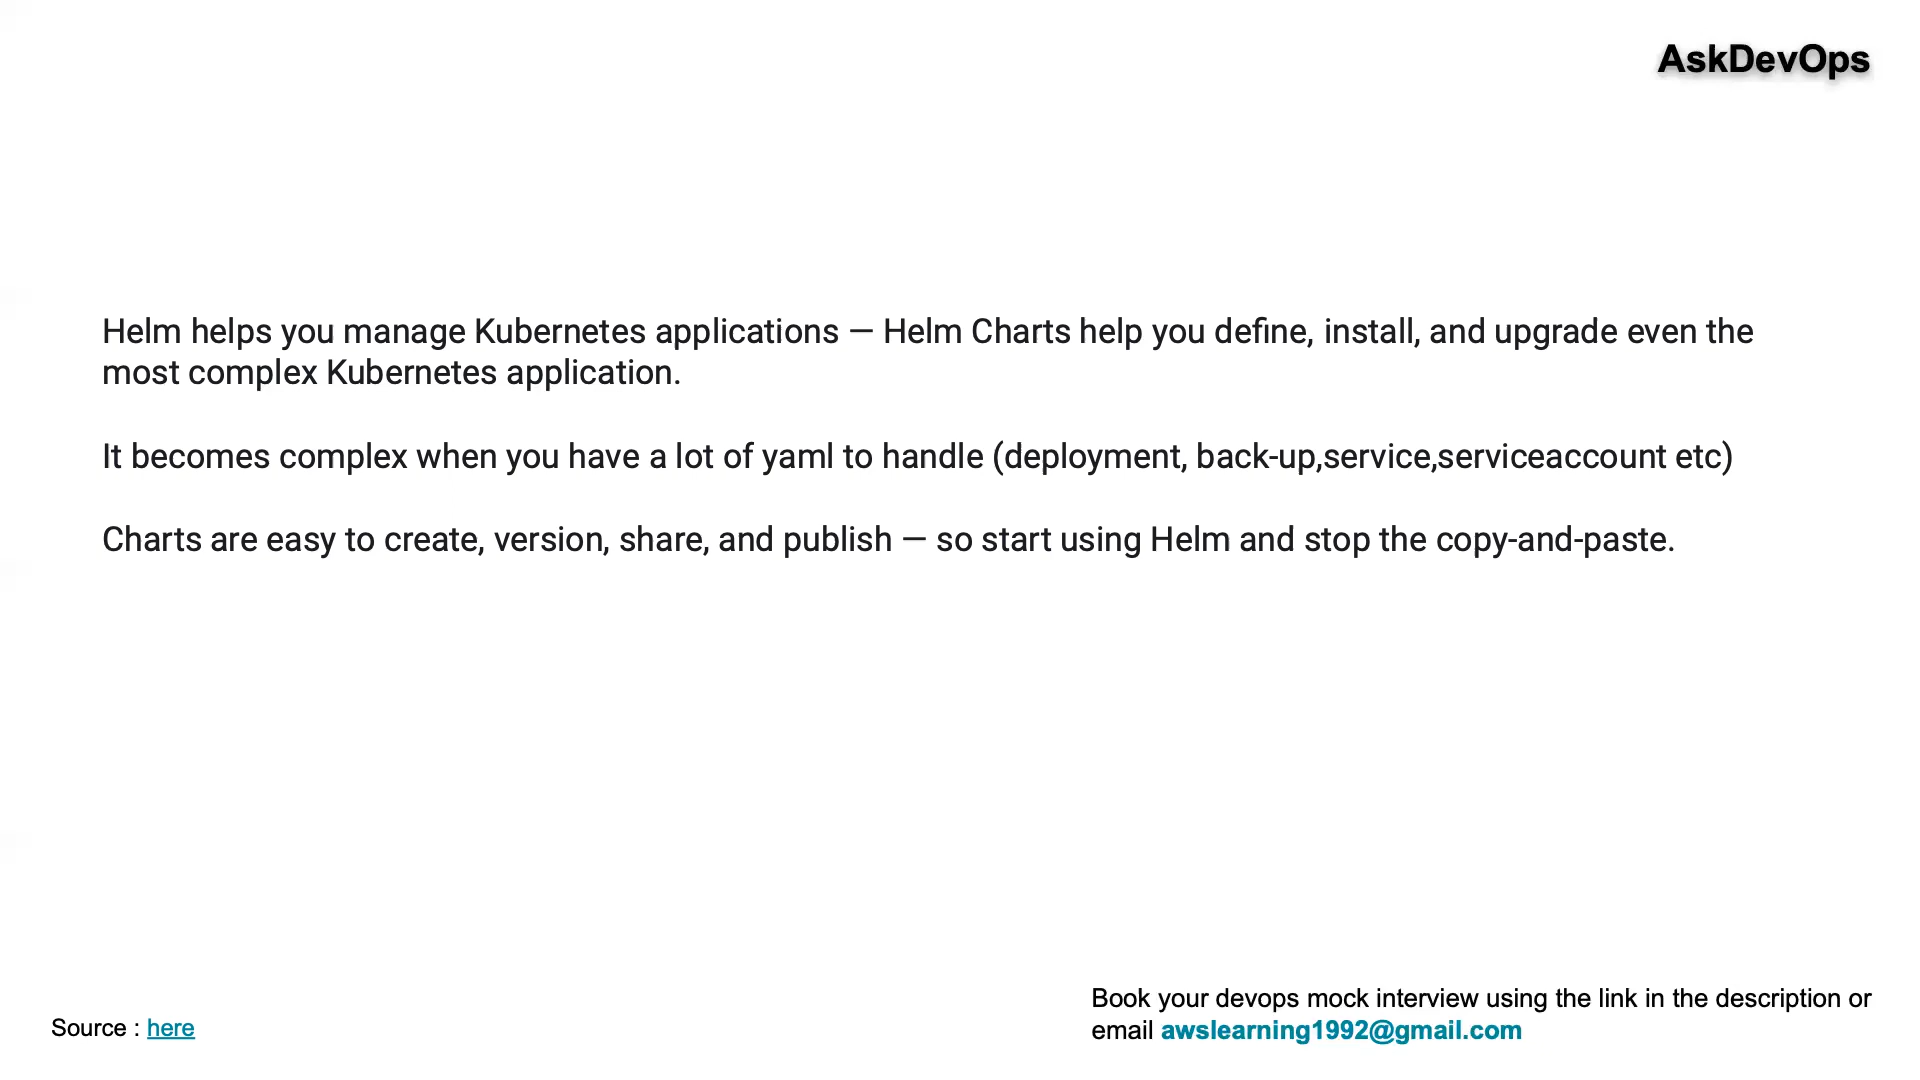 AskDevOps
Helm helps you manage Kubernetes applications — Helm Charts help you define, install, and upgrade even the
most complex Kubernetes application.
It becomes complex when you have a lot of yaml to handle (deployment, back-up,service,serviceaccount etc)
Charts are easy to create, version, share, and publish — so start using Helm and stop the copy-and-paste.
Source : here
Book your devops mock interview using the link in the description or
email awslearning1992@gmail.com